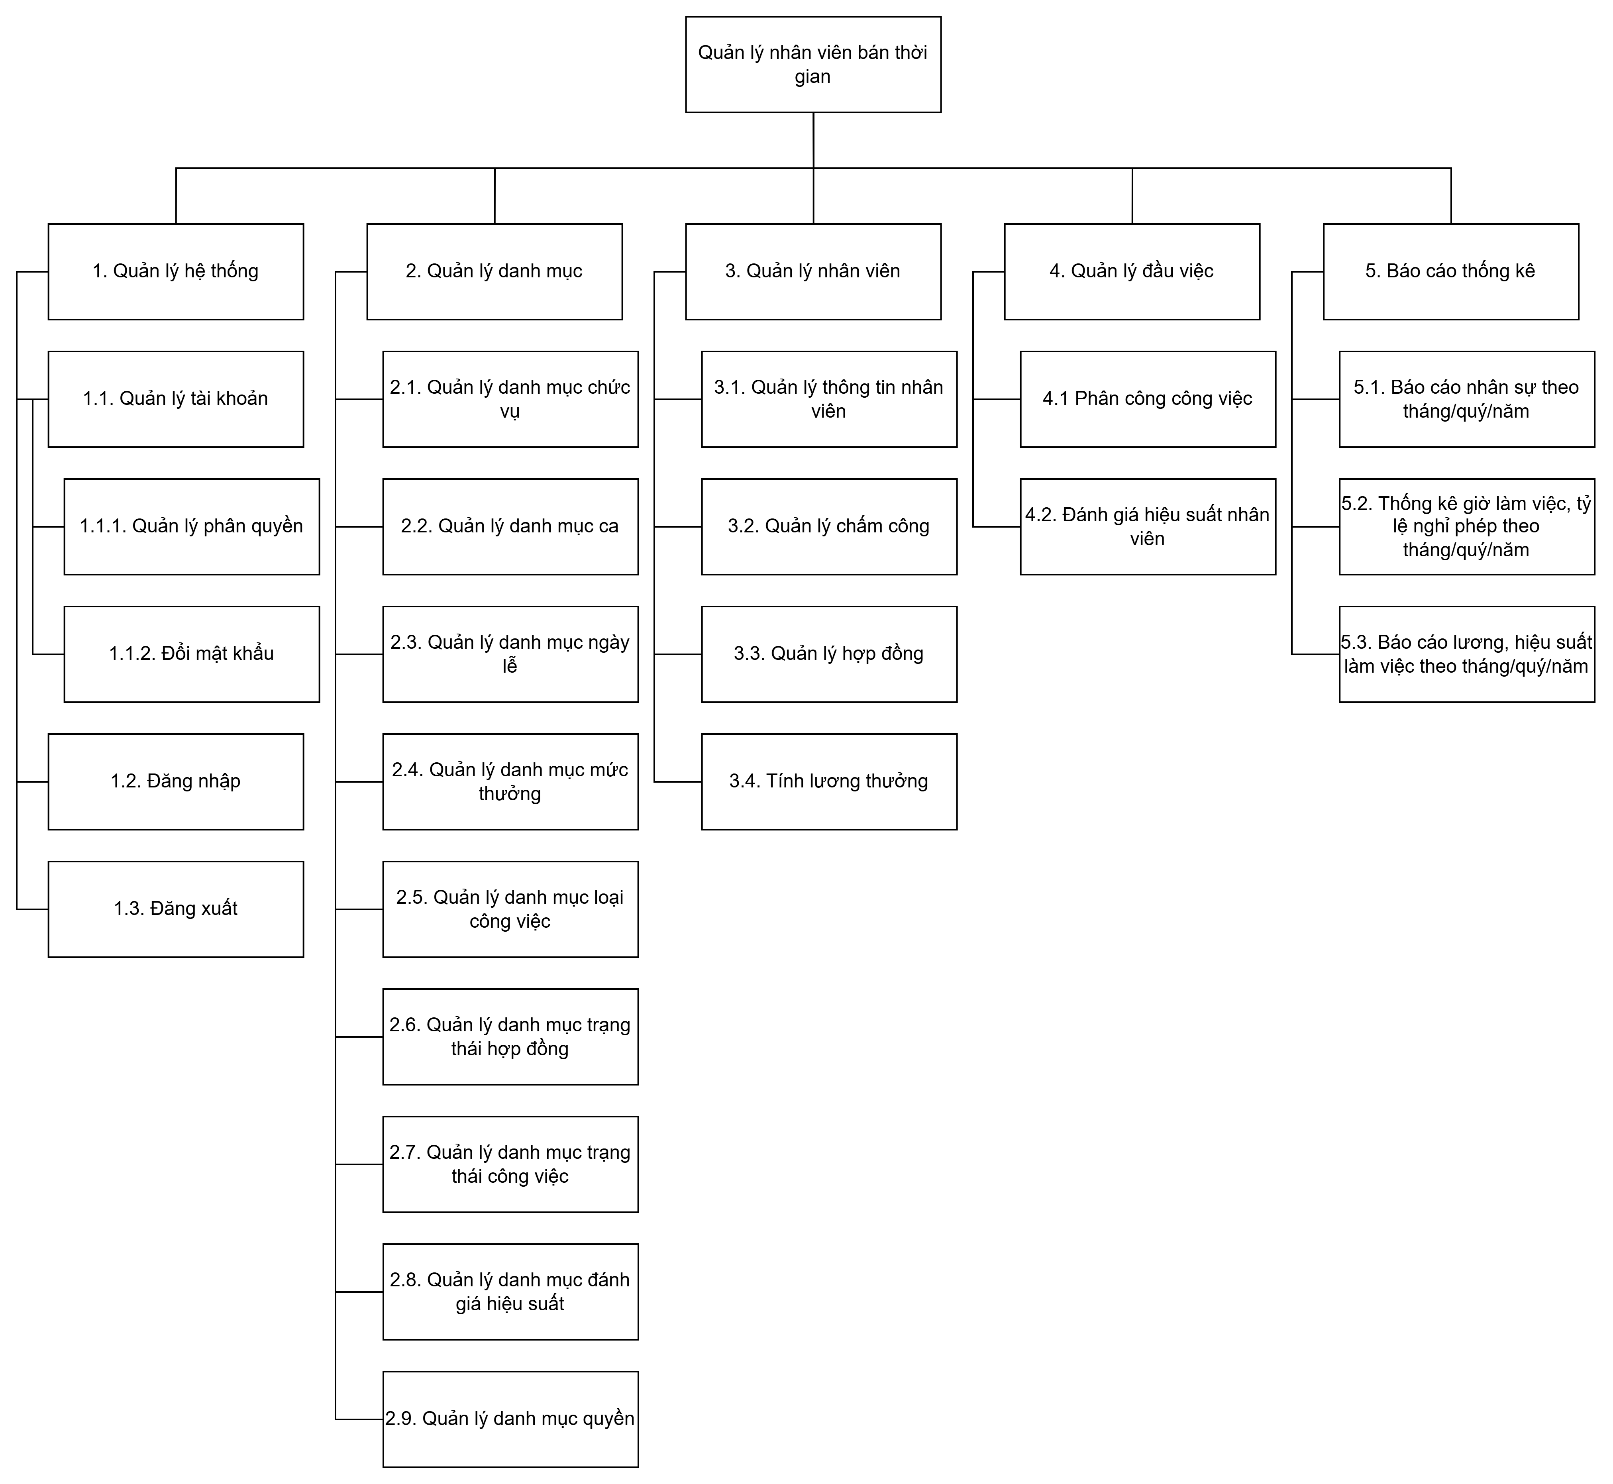 Quản lý nhân viên bán thời
gian
1. Quản lý hệ thống
1.1. Quản lý tài khoản
1.1.1. Quản lý phân quyền
1.1.2. Đổi mật khẩu
1.2. Đăng nhập
1.3. Đăng xuất
2. Quản lý danh mục
2.1. Quản lý danh mục chức
vụ
2.2. Quản lý danh mục ca
2.3. Quản lý danh mục ngày
lễ
2.4. Quản lý danh mục mức
thưởng
2.5. Quản lý danh mục loại
công việc
2.6. Quản lý danh mục trạng
thái hợp đồng
2.7. Quản lý danh mục trạng
thái công việc
2.8. Quản lý danh mục đánh
giá hiệu suất
2.9. Quản lý danh mục quyền
3. Quản lý nhân viên
3.1. Quản lý thông tin nhân
viên
3.2. Quản lý chấm công
3.3. Quản lý hợp đồng
3.4. Tính lương thưởng
4. Quản lý đầu việc
4.1 Phân công công việc
4.2. Đánh giá hiệu suất nhân
viên
5. Báo cáo thống kê
5.1. Báo cáo nhân sự theo
tháng/quý/năm
5.2. Thống kê giờ làm việc, tỷ
lệ nghỉ phép theo
tháng/quý/năm
5.3. Báo cáo lương, hiệu suất
làm việc theo tháng/quý/năm